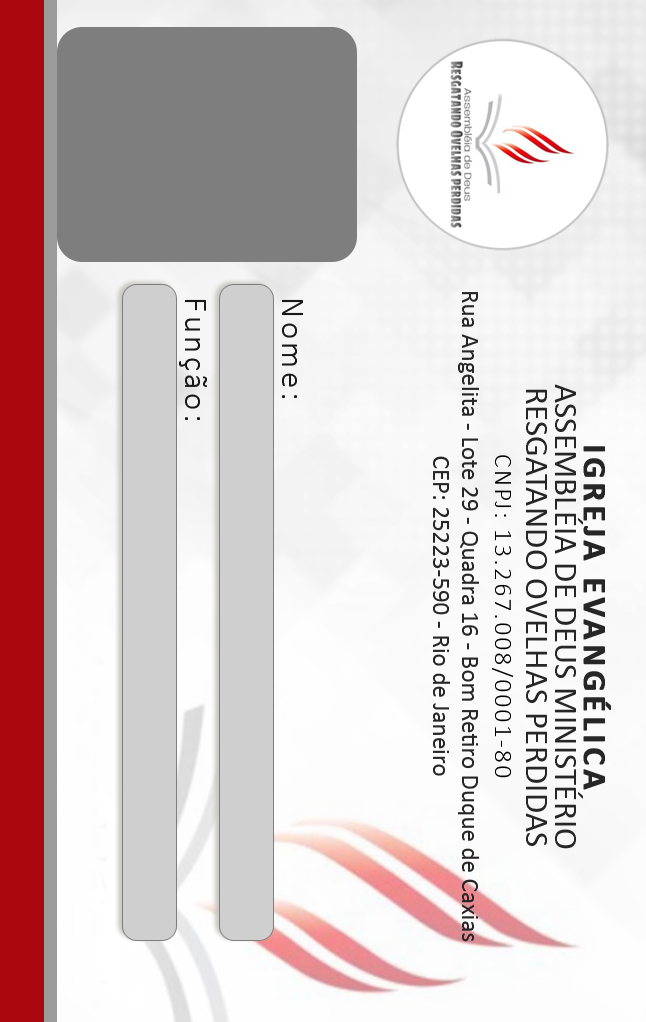 Assembléia de Deus
RESGATANDO OVELHAS PERDIDAS
IGREJA EVANGÉLICA
ASSEMBLÉIA DE DEUS MINISTÉRIO
RESGATANDO OVELHAS PERDIDAS
CNPJ: 13.267.008/0001-80
Rua Angelita - Lote 29 - Quadra 16 - Bom Retiro Duque de Caxias
CEP: 25223-590 - Rio de Janeiro
Nome:
Função: